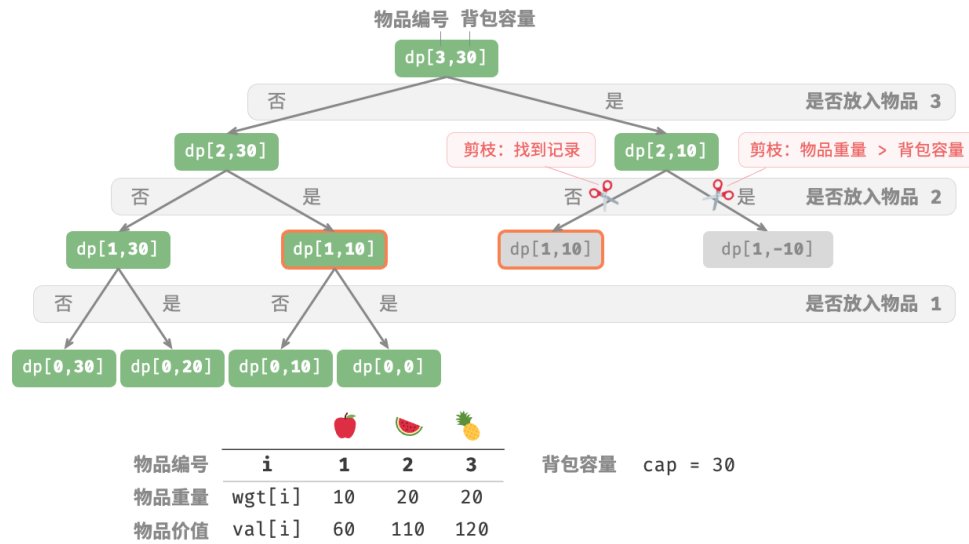 物品编号 背包容量
dp[3,30]
否 是 是否放入物品 3
dp[2,30] 剪枝：找到记录 dp[2,10] 剪枝：物品重量 > 背包容量
否 是 否 是 是否放入物品 2
dp[1,30] dp[1,10] dp[1,10] dp[1,-10]
否 是 否 是 是否放入物品 1
dp[0,30] dp[0,20] dp[0,10] dp[0,0]
物品编号 i 1 2 3 背包容量 cap = 30
物品重量 wgt[i] 10 20 20
物品价值 val[i] 60 110 120